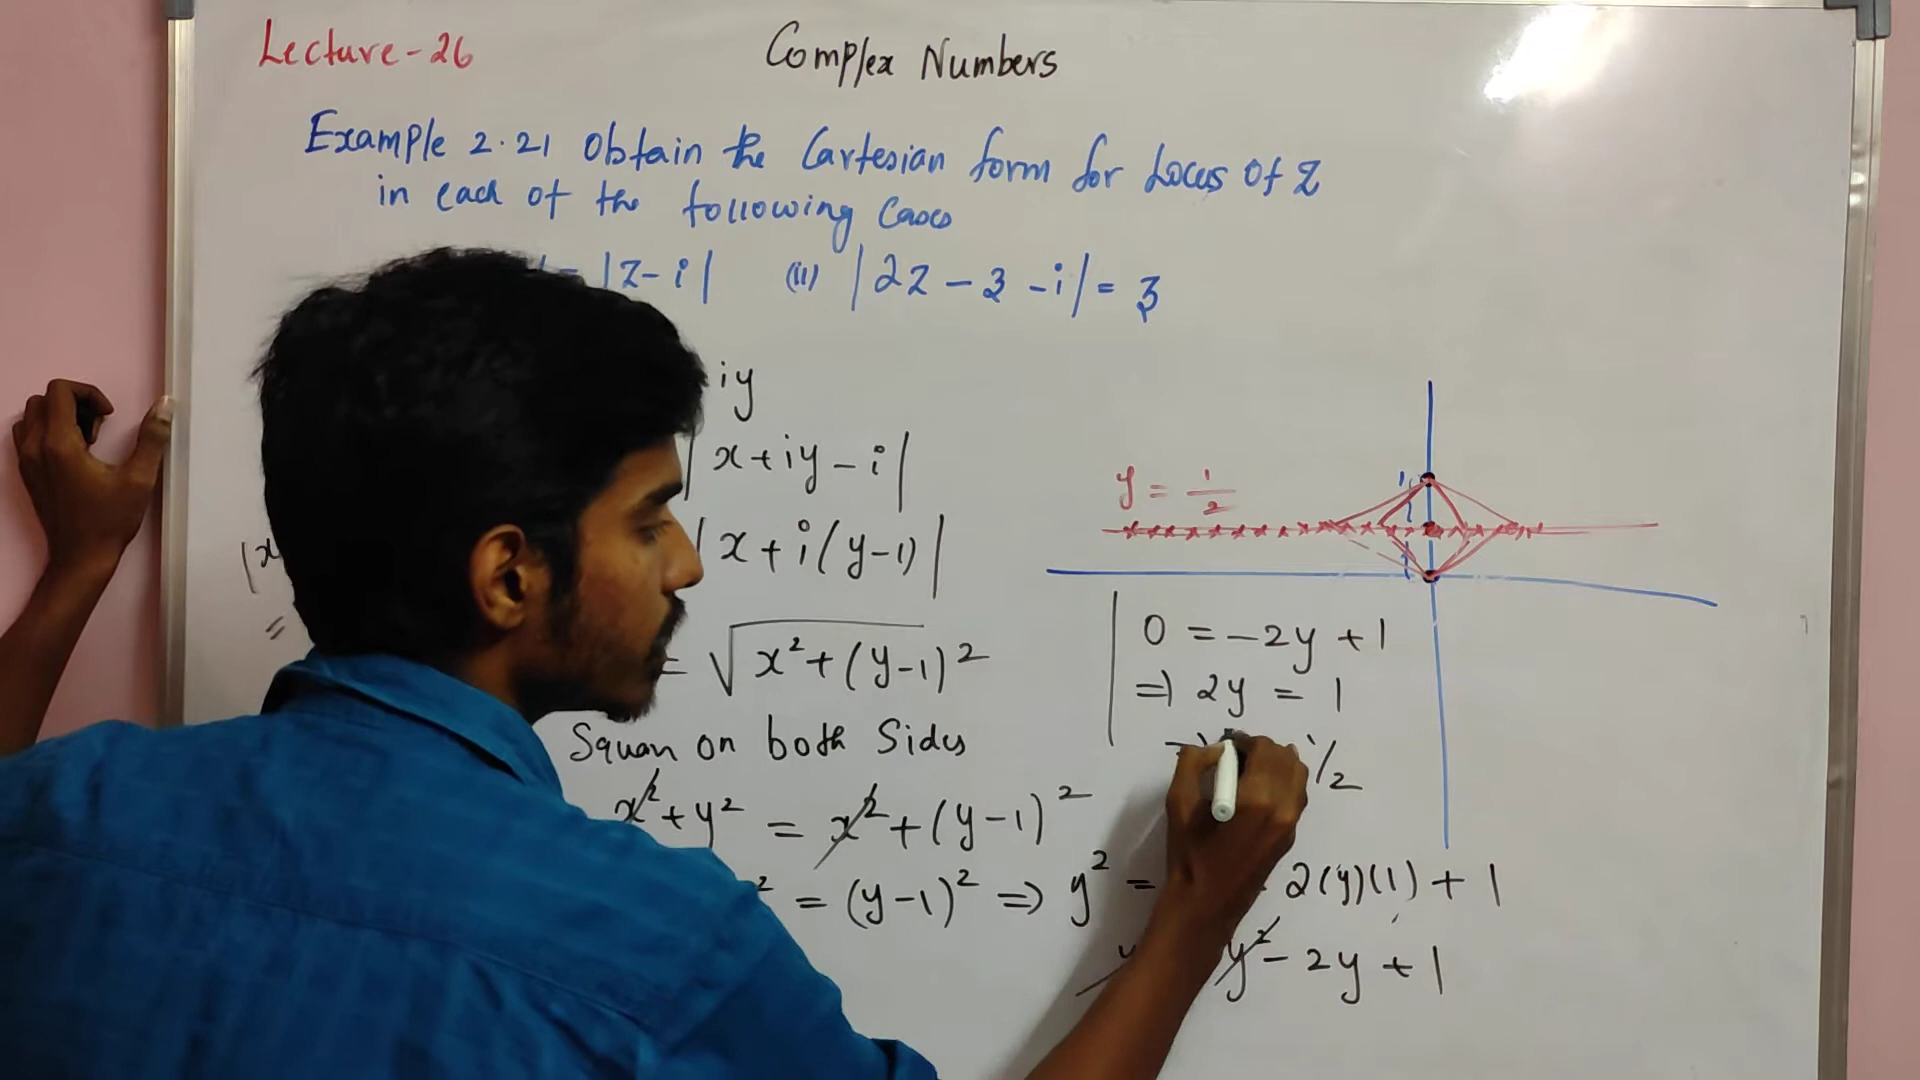 Lecture-26
Complex Numbers
Example 2.21 Obtain the Cartesian form for Locus of z
in each of the following cases
= |z-i| (ii) |2z - 3 - i| = 3
iy
|x+iy-i|
|x |x+i(y-1)|
= = √x²+(y-1)²
Squar on both Sides
x²+y² = x²+(y-1)²
² = (y-1)² ⇒ y² = 2(y)(1)+1
y²-2y+1
y = 1/2
0 = -2y+1
⇒ 2y = 1
1/2